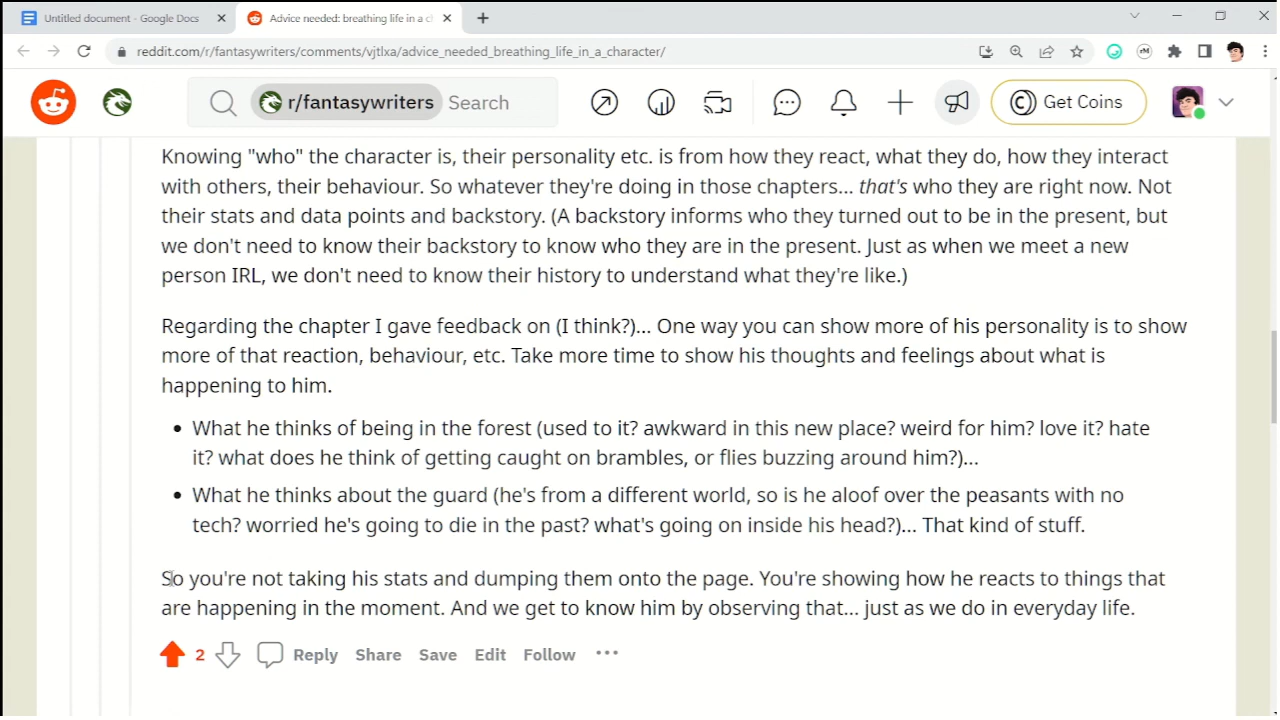 Untitled document - Google Docs
Advice needed: breathing life in a c
reddit.com/r/fantasywriters/comments/vjtlxa/advice_needed_breathing_life_in_a_character/
r/fantasywriters Search
Get Coins
Knowing "who" the character is, their personality etc. is from how they react, what they do, how they interact
with others, their behaviour. So whatever they're doing in those chapters... that's who they are right now. Not
their stats and data points and backstory. (A backstory informs who they turned out to be in the present, but
we don't need to know their backstory to know who they are in the present. Just as when we meet a new
person IRL, we don't need to know their history to understand what they're like.)
Regarding the chapter I gave feedback on (I think?)... One way you can show more of his personality is to show
more of that reaction, behaviour, etc. Take more time to show his thoughts and feelings about what is
happening to him.
• What he thinks of being in the forest (used to it? awkward in this new place? weird for him? love it? hate
it? what does he think of getting caught on brambles, or flies buzzing around him?)...
• What he thinks about the guard (he's from a different world, so is he aloof over the peasants with no
tech? worried he's going to die in the past? what's going on inside his head?)... That kind of stuff.
So you're not taking his stats and dumping them onto the page. You're showing how he reacts to things that
are happening in the moment. And we get to know him by observing that... just as we do in everyday life.
2 Reply Share Save Edit Follow